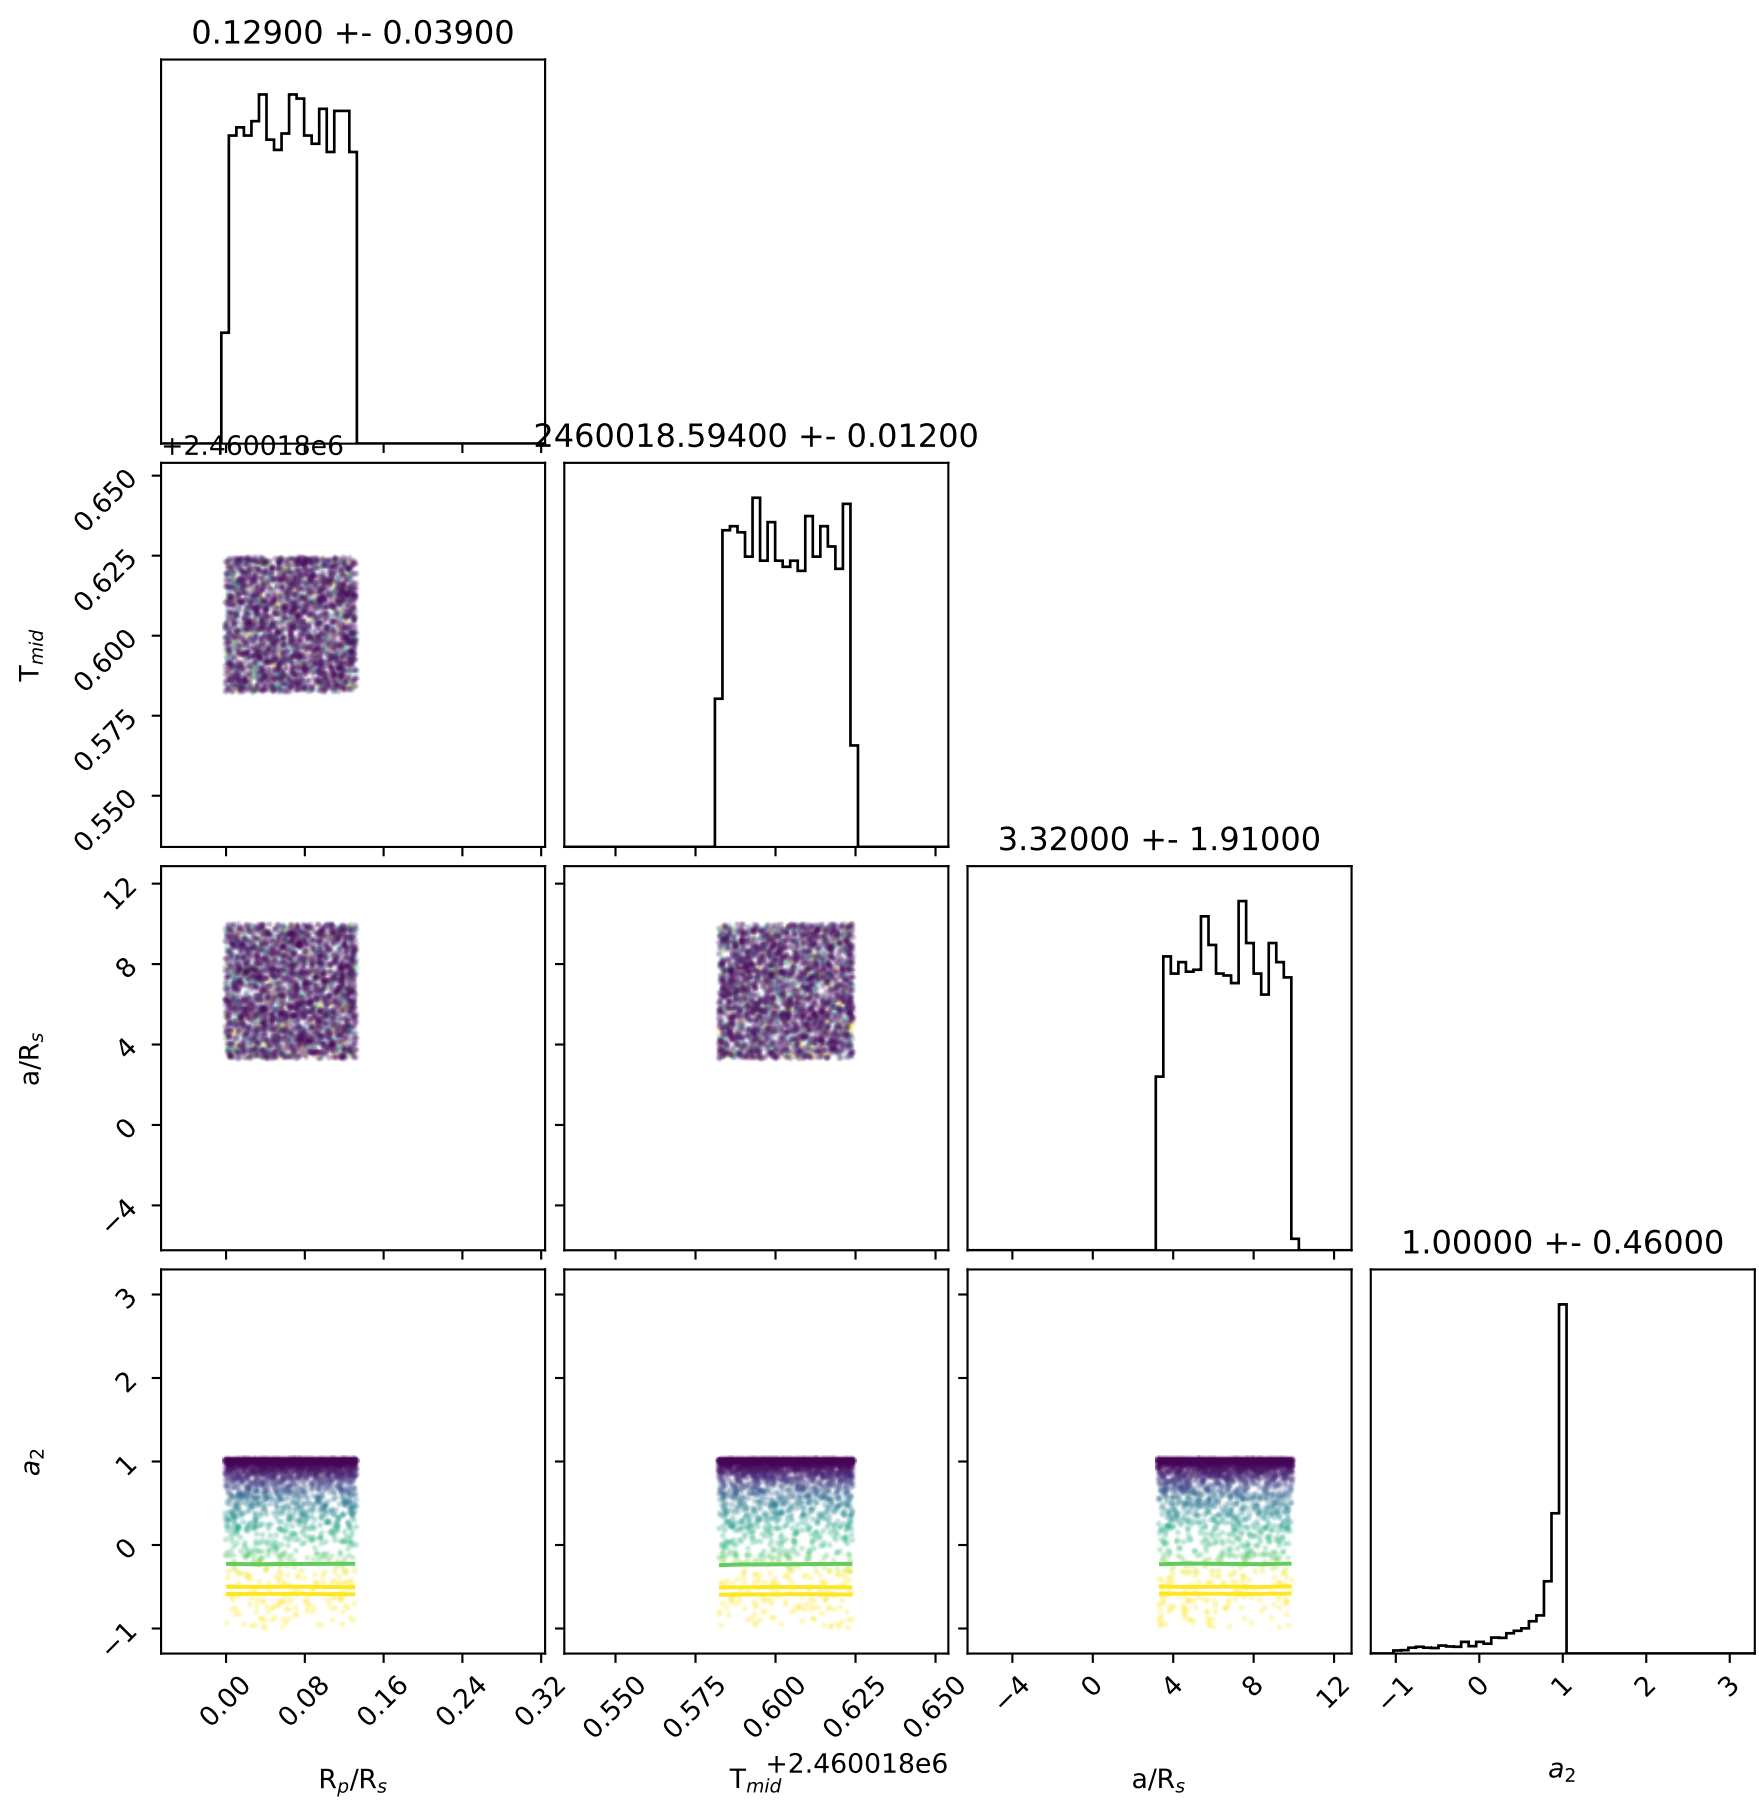 0.12900 +- 0.03900
+2.460018e6
2460018.59400 +- 0.01200
0.650
0.625
0.600
0.575
0.550
T_mid
3.32000 +- 1.91000
12
8
4
0
−4
a/R_s
1.00000 +- 0.46000
3
2
1
0
−1
a_2
0.00 0.08 0.16 0.24 0.32
0.550 0.575 0.600 0.625 0.650
−4 0 4 8 12
−1 0 1 2 3
+2.460018e6
R_p/R_s T_mid a/R_s a_2